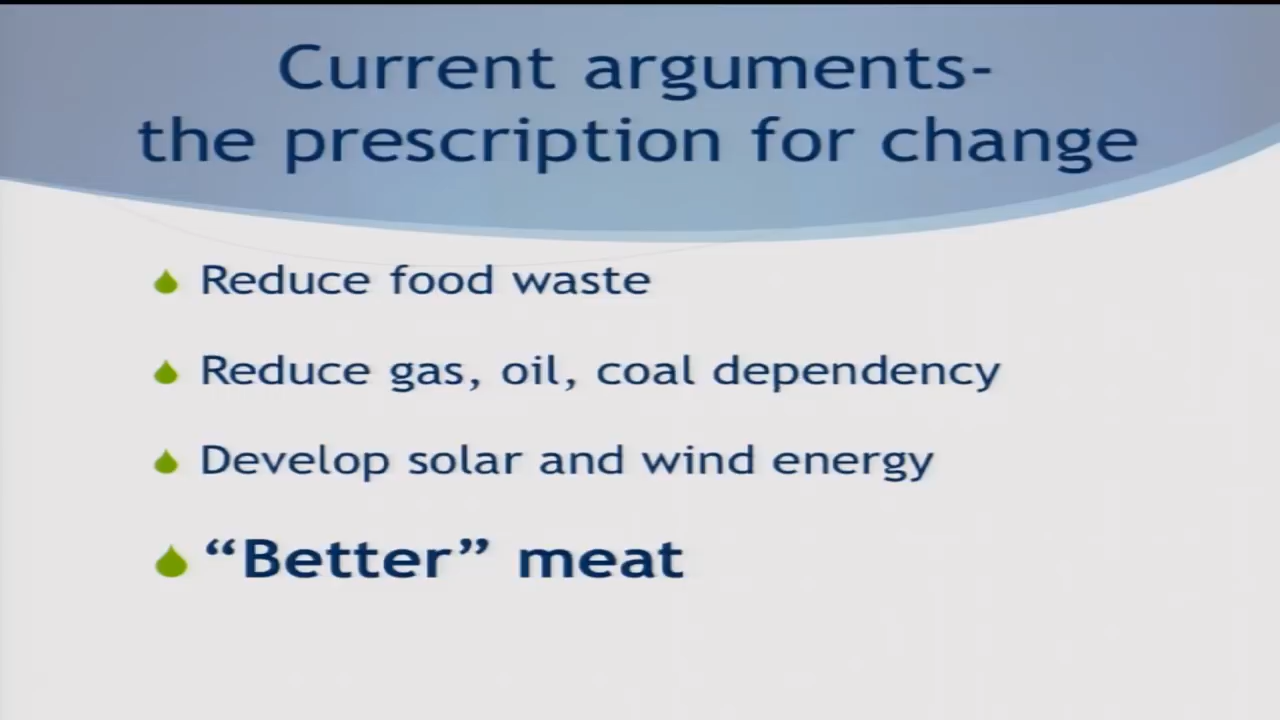 Current arguments-
the prescription for change
Reduce food waste
Reduce gas, oil, coal dependency
Develop solar and wind energy
“Better” meat